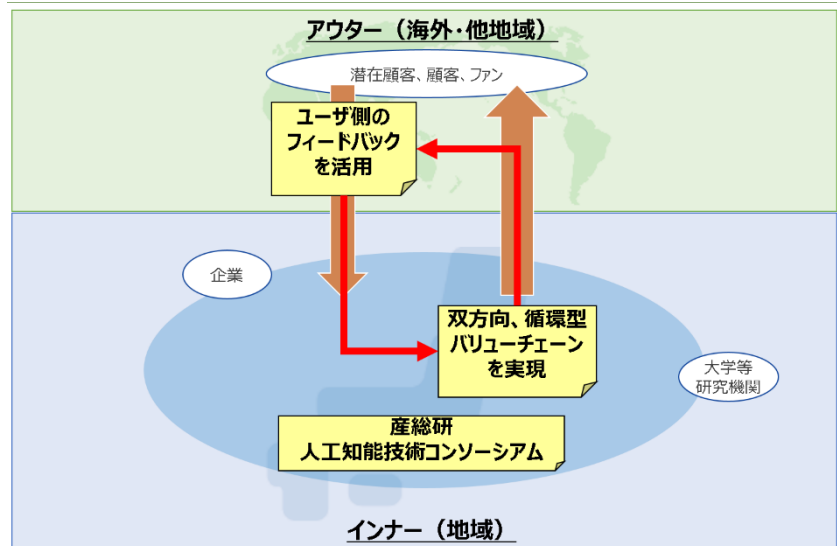 アウター（海外･他地域）
潜在顧客、顧客、ファン
ユーザ側の
フィードバック
を活用
企業
双方向、循環型
バリューチェーン
を実現
大学等
研究機関
産総研
人工知能技術コンソーシアム
インナー（地域）